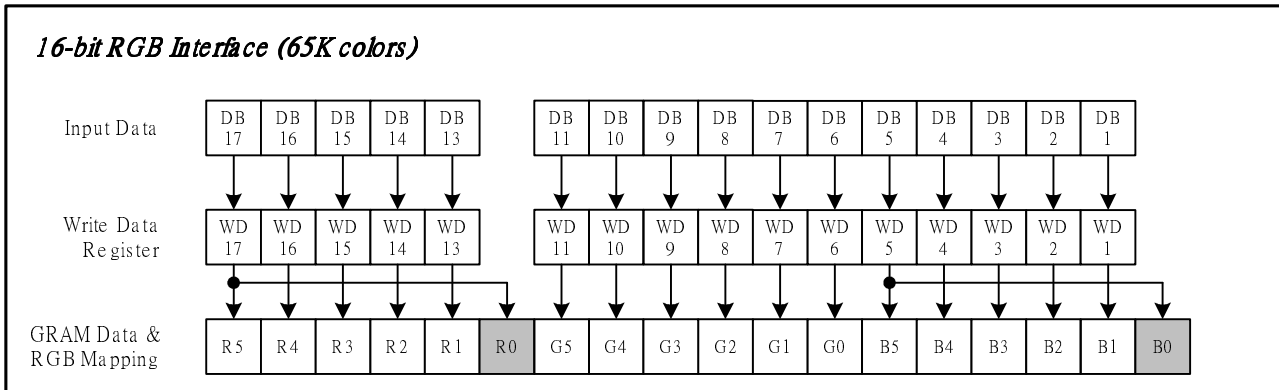 16-bit RGB Interface (65K colors)
Input Data DB 17 DB 16 DB 15 DB 14 DB 13 DB 11 DB 10 DB 9 DB 8 DB 7 DB 6 DB 5 DB 4 DB 3 DB 2 DB 1
Write Data Register WD 17 WD 16 WD 15 WD 14 WD 13 WD 11 WD 10 WD 9 WD 8 WD 7 WD 6 WD 5 WD 4 WD 3 WD 2 WD 1
GRAM Data & RGB Mapping R5 R4 R3 R2 R1 R0 G5 G4 G3 G2 G1 G0 B5 B4 B3 B2 B1 B0